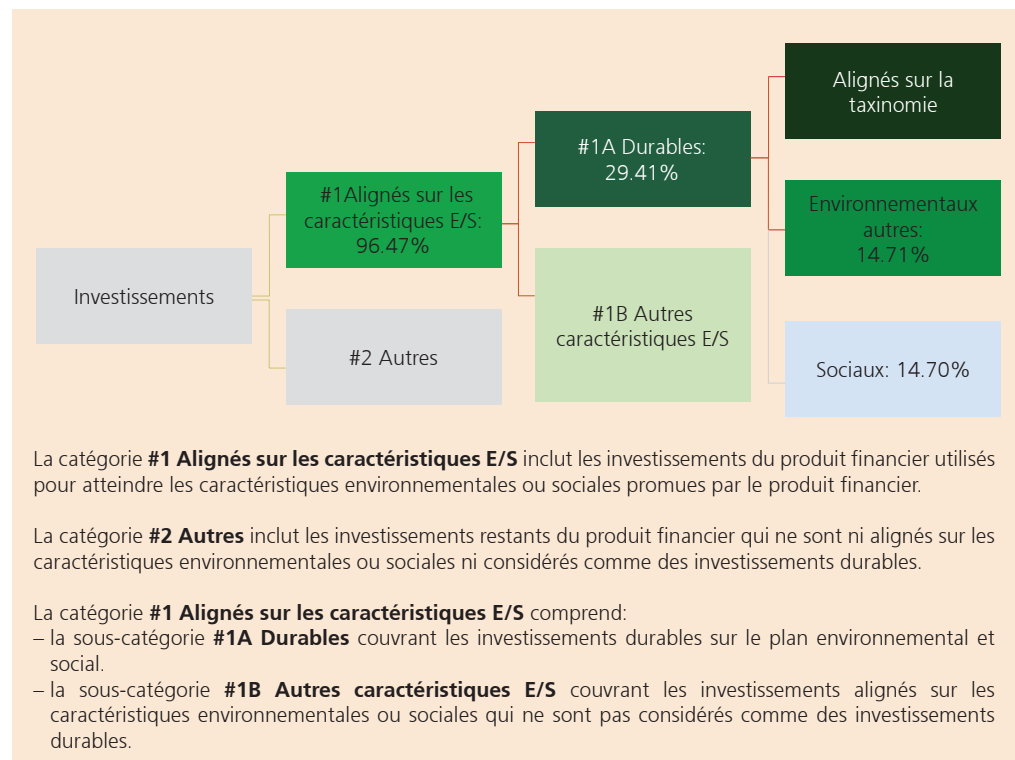 Alignés sur la
taxinomie
#1A Durables:
29.41%
#1Alignés sur les
caractéristiques E/S:
96.47%
Environnementaux
autres:
14.71%
Investissements
#1B Autres
caractéristiques E/S
#2 Autres
Sociaux: 14.70%
La catégorie #1 Alignés sur les caractéristiques E/S inclut les investissements du produit financier utilisés
pour atteindre les caractéristiques environnementales ou sociales promues par le produit financier.
La catégorie #2 Autres inclut les investissements restants du produit financier qui ne sont ni alignés sur les
caractéristiques environnementales ou sociales ni considérés comme des investissements durables.
La catégorie #1 Alignés sur les caractéristiques E/S comprend:
– la sous-catégorie #1A Durables couvrant les investissements durables sur le plan environnemental et
social.
– la sous-catégorie #1B Autres caractéristiques E/S couvrant les investissements alignés sur les
caractéristiques environnementales ou sociales qui ne sont pas considérés comme des investissements
durables.